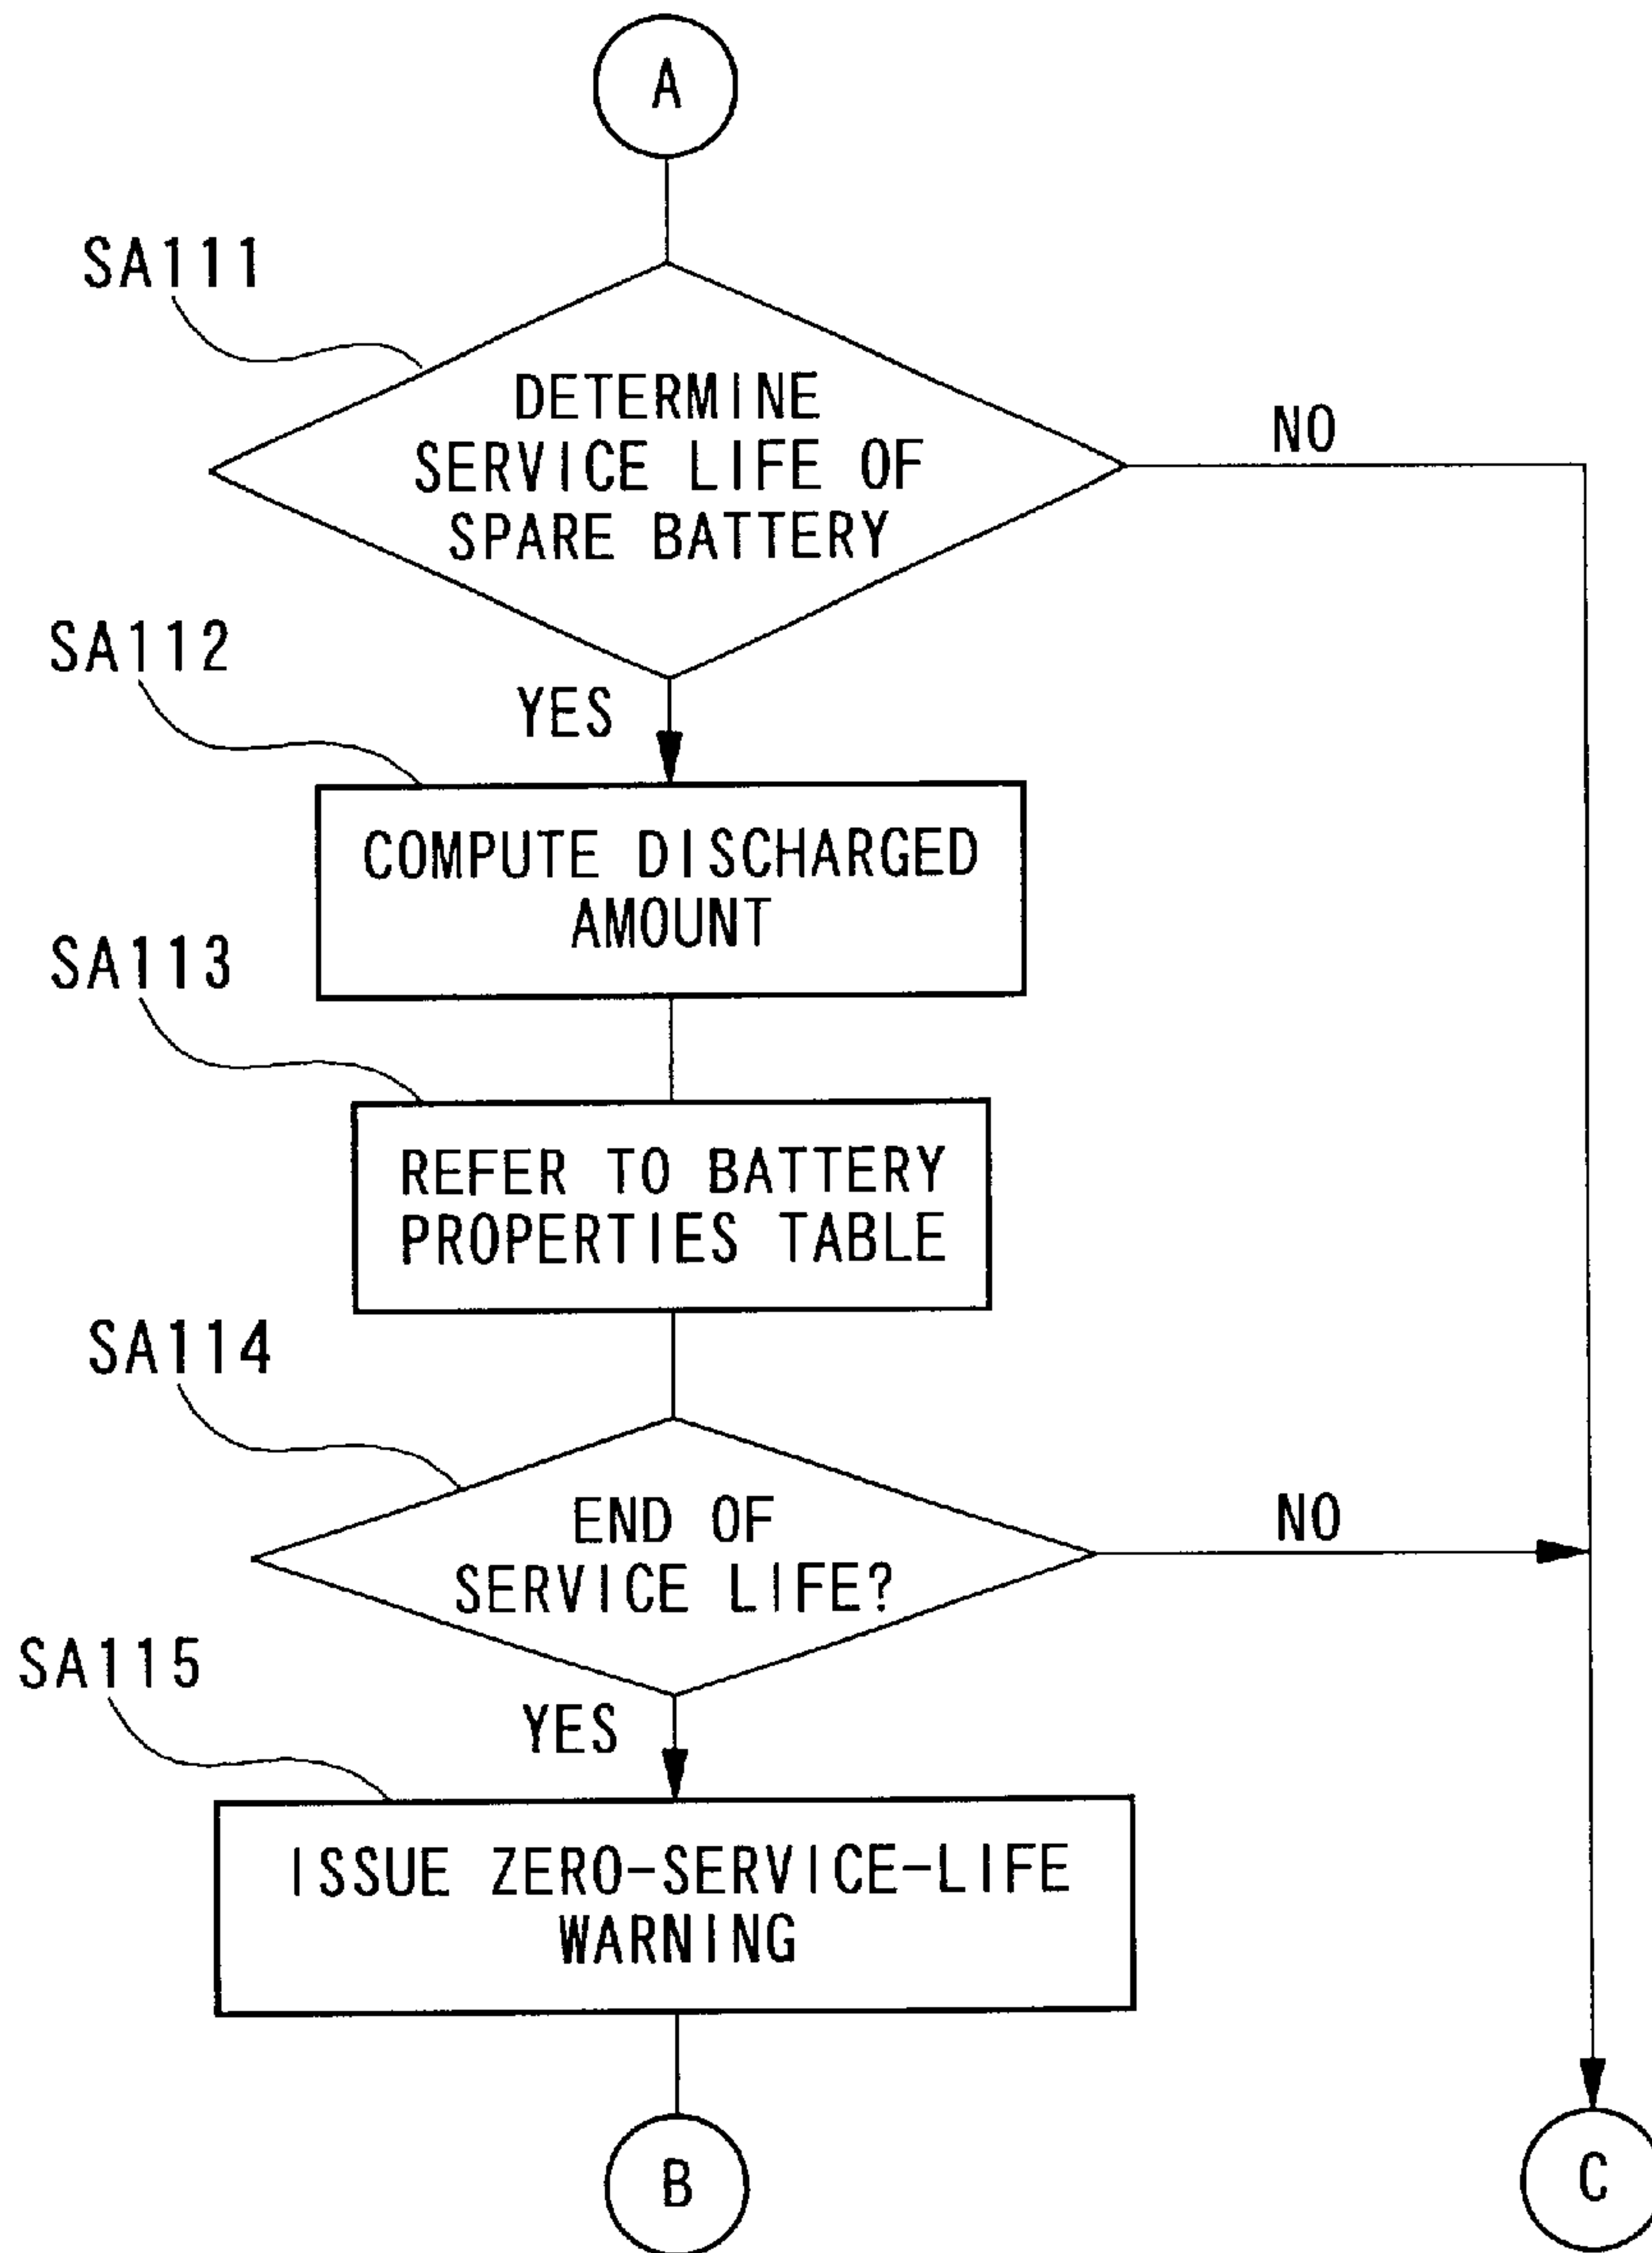 A
SA111
DETERMINE
SERVICE LIFE OF
SPARE BATTERY
NO
SA112
YES
COMPUTE DISCHARGED
AMOUNT
SA113
REFER TO BATTERY
PROPERTIES TABLE
SA114
END OF
SERVICE LIFE?
NO
SA115
YES
ISSUE ZERO-SERVICE-LIFE
WARNING
B
C